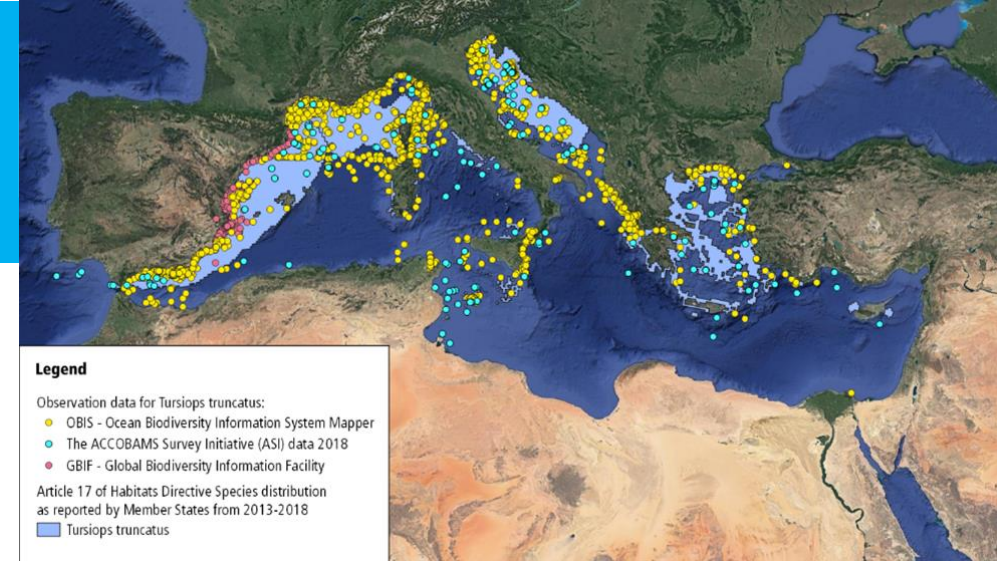 Legend
Observation data for Tursiops truncatus:
OBIS - Ocean Biodiversity Information System Mapper
The ACCOBAMS Survey Initiative (ASI) data 2018
GBIF - Global Biodiversity Information Facility
Article 17 of Habitats Directive Species distribution
as reported by Member States from 2013-2018
Tursiops truncatus